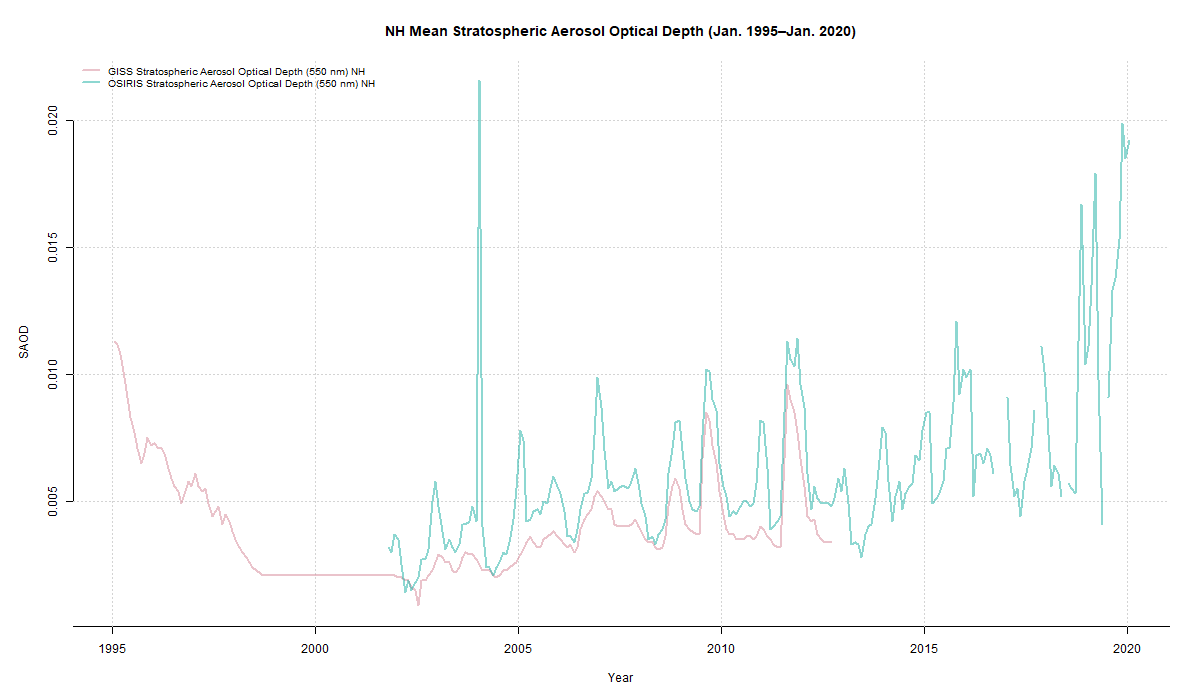 NH Mean Stratospheric Aerosol Optical Depth (Jan. 1995–Jan. 2020)
GISS Stratospheric Aerosol Optical Depth (550 nm) NH
OSIRIS Stratospheric Aerosol Optical Depth (550 nm) NH
0.020
0.015
0.010
0.005
SAOD
1995 2000 2005 2010 2015 2020
Year